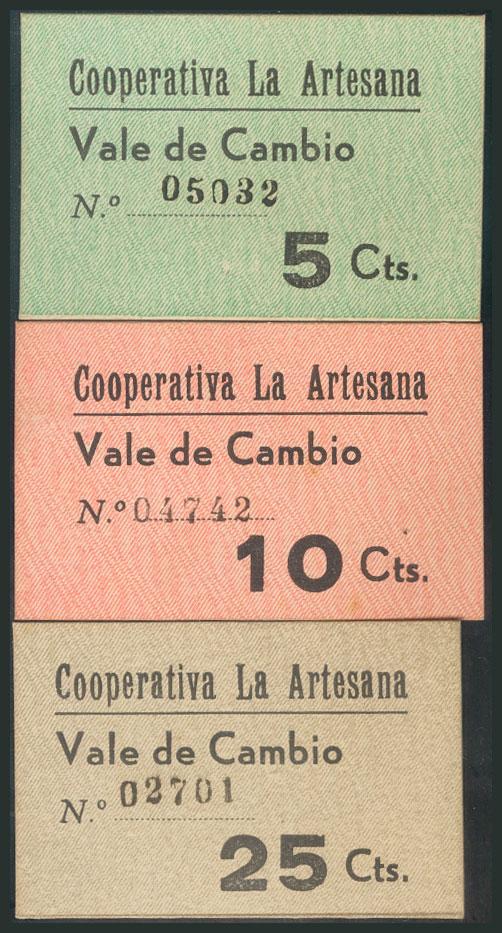 Cooperativa La Artesana
Vale de Cambio
N.º 05032
5 Cts.
Cooperativa La Artesana
Vale de Cambio
N.º 04742
10 Cts.
Cooperativa La Artesana
Vale de Cambio
N.º 02701
25 Cts.